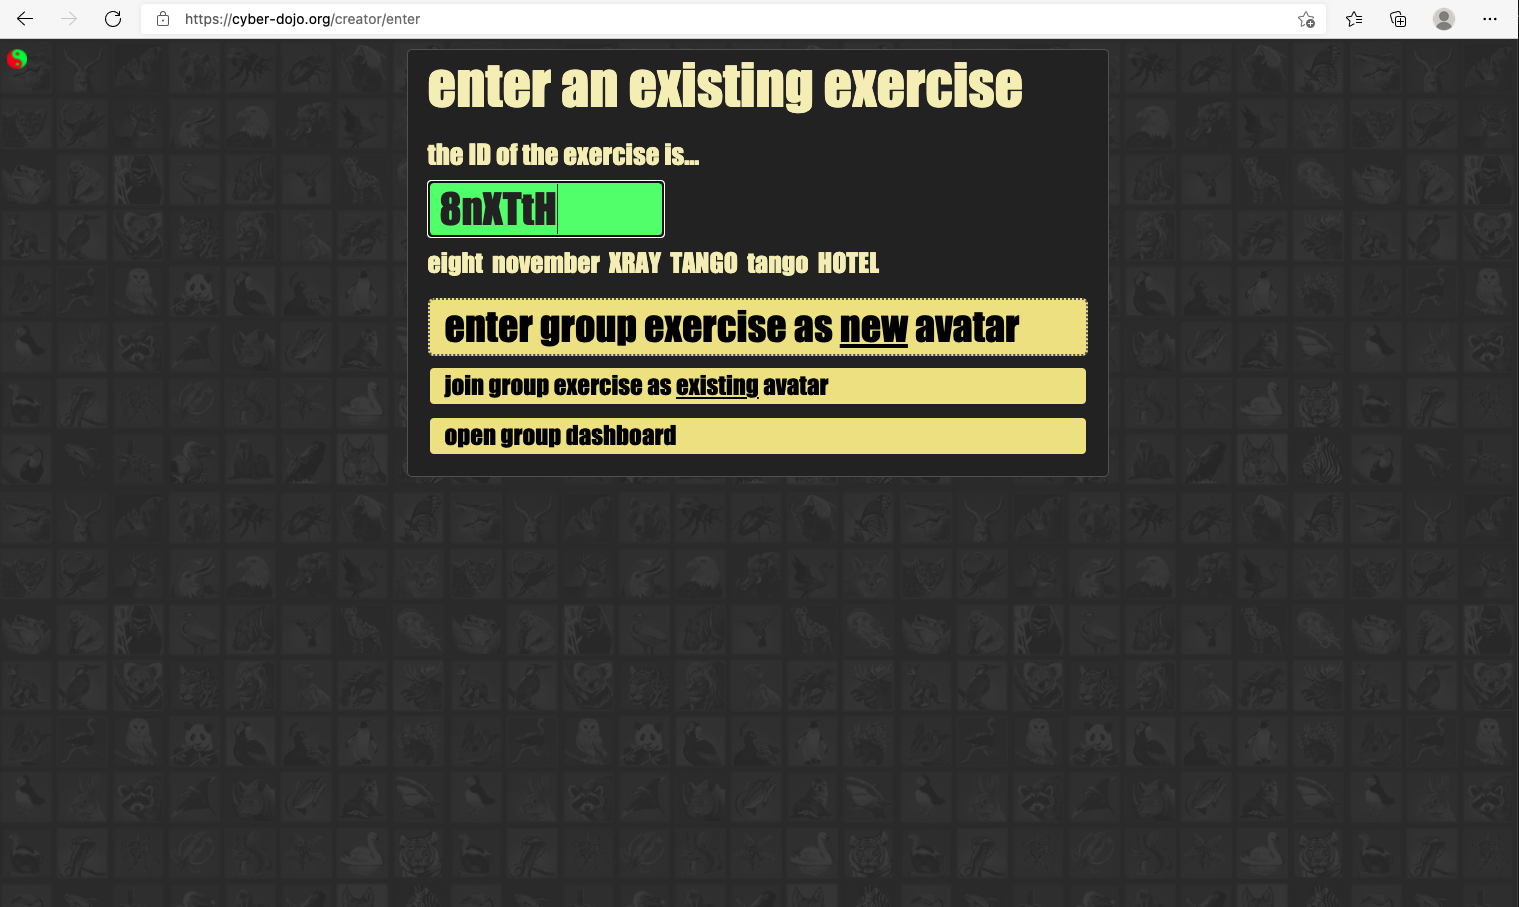 https://cyber-dojo.org/creator/enter
enter an existing exercise
the ID of the exercise is...
8nXTtH
eight november XRAY TANGO tango HOTEL
enter group exercise as new avatar
join group exercise as existing avatar
open group dashboard